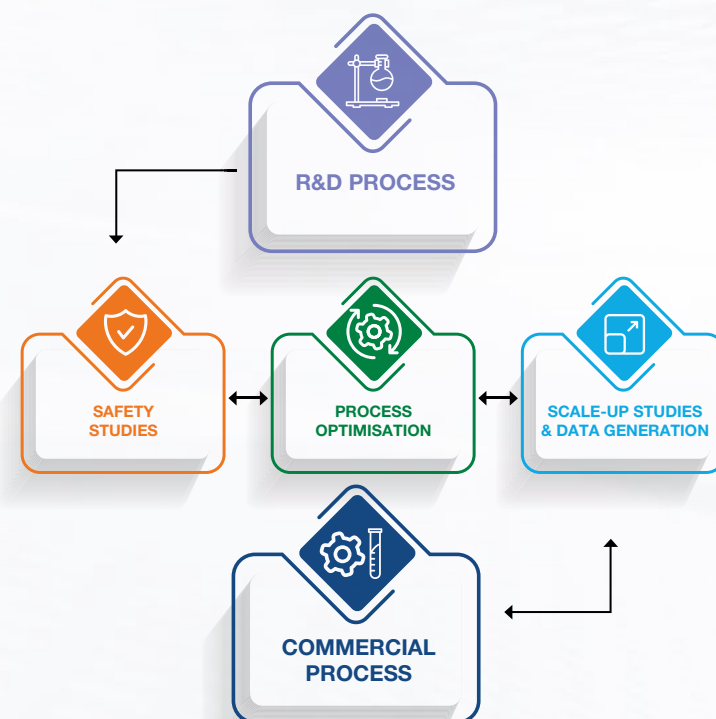 R&D PROCESS
SAFETY
STUDIES
PROCESS
OPTIMISATION
SCALE-UP STUDIES
& DATA GENERATION
COMMERCIAL
PROCESS